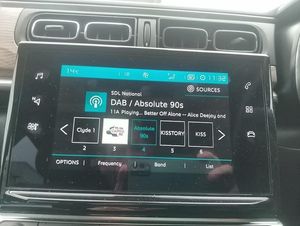 14°C 11:32
SOURCES
SDL National
DAB / Absolute 90s
11A Playing... Better Off Alone -- Alice Deejay and
Clyde 1 Absolute 90s KISSTORY KISS
2 3 4 5 6
OPTIONS Frequency Band List